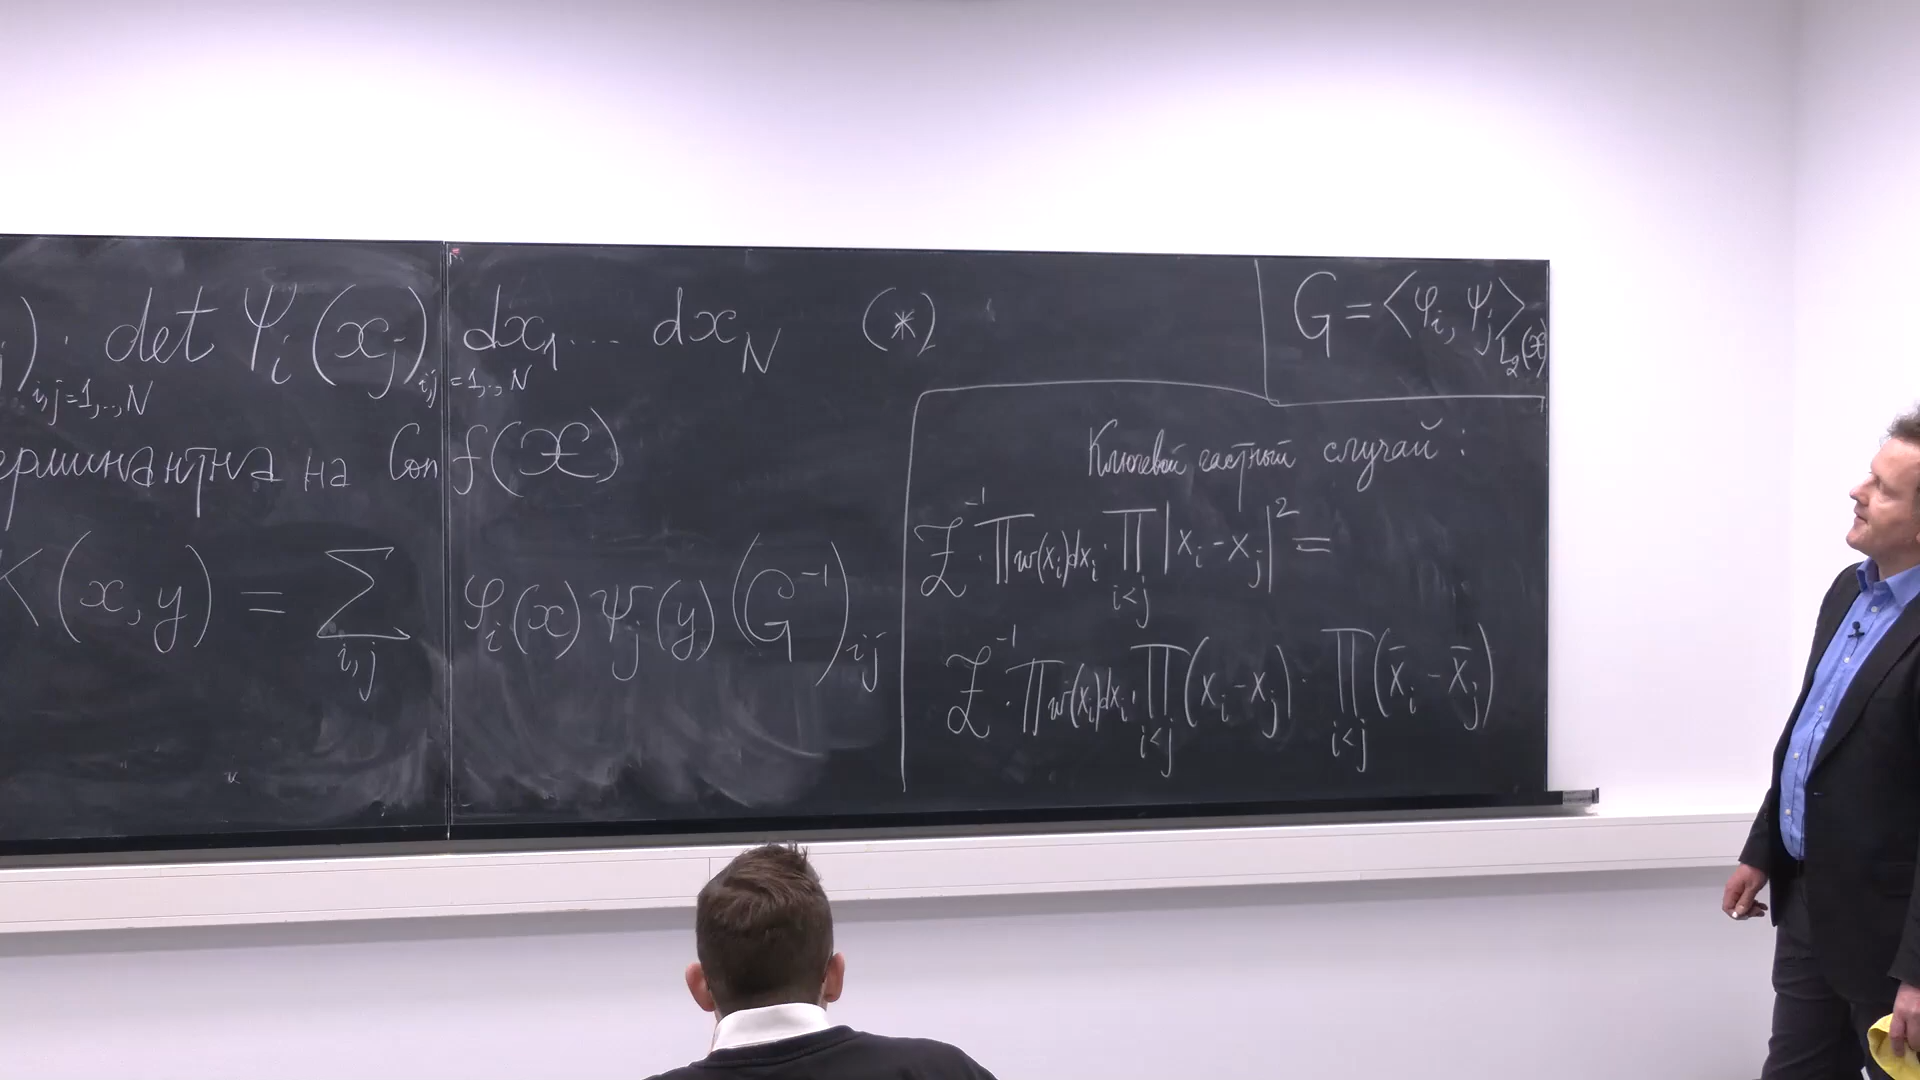 )_{i,j=1,..,N} · det Ψ_i(x_j)_{i,j=1,..,N} dx_1 ... dx_N (*)
G = <φ_i, ψ_j>_{L_2(𝔛)}
ерминантна на Conf(𝔛)
K(x,y) = Σ_{i,j} φ_i(x) ψ_j(y) (G^{-1})_{ij}
Ключевой частный случай :
Z^{-1} · ∏ w(x_i)dx_i · ∏_{i<j} |x_i - x_j|^2 =
Z^{-1} · ∏ w(x_i)dx_i · ∏_{i<j} (x_i - x_j) · ∏_{i<j} (x̄_i - x̄_j)